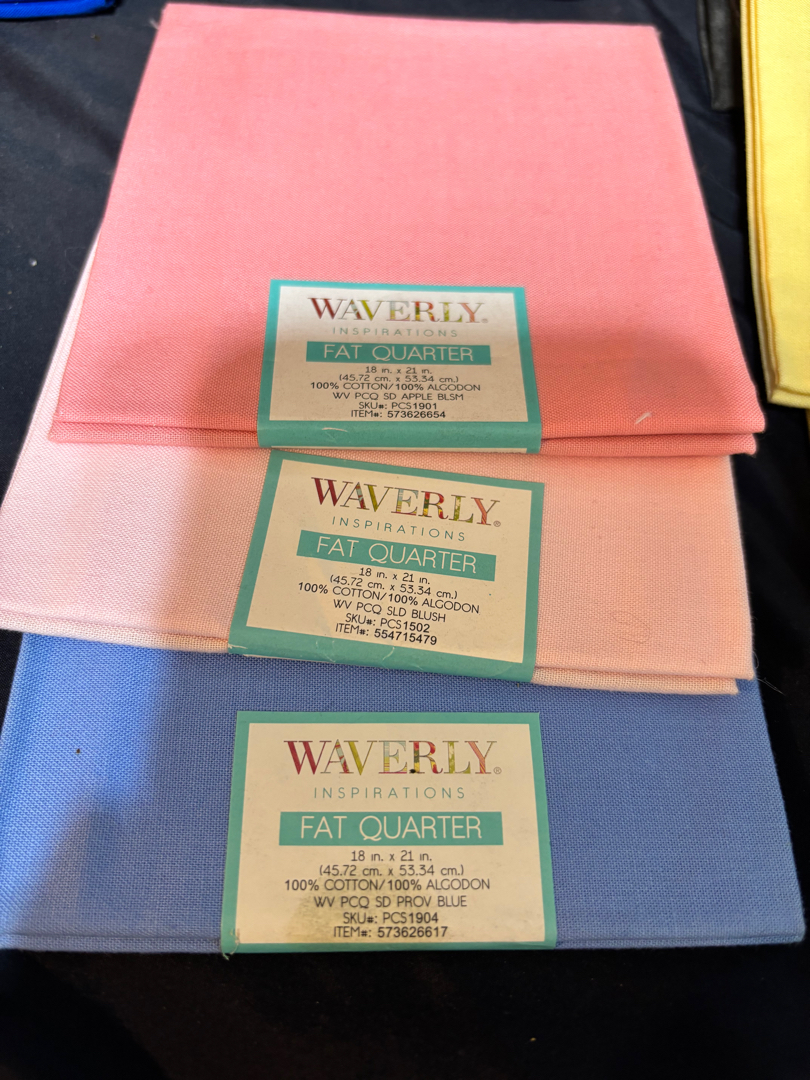 WAVERLY®
INSPIRATIONS
FAT QUARTER
18 in. x 21 in.
(45.72 cm. x 53.34 cm.)
100% COTTON/100% ALGODON
WV PCQ SD APPLE BLSM
SKU#: PCS1901
ITEM#: 573626654
WAVERLY®
INSPIRATIONS
FAT QUARTER
18 in. x 21 in.
(45.72 cm. x 53.34 cm.)
100% COTTON/100% ALGODON
WV PCQ SLD BLUSH
SKU#: PCS1502
ITEM#: 554715479
WAVERLY®
INSPIRATIONS
FAT QUARTER
18 in. x 21 in.
(45.72 cm. x 53.34 cm.)
100% COTTON/100% ALGODON
WV PCQ SD PROV BLUE
SKU#: PCS1904
ITEM#: 573626617